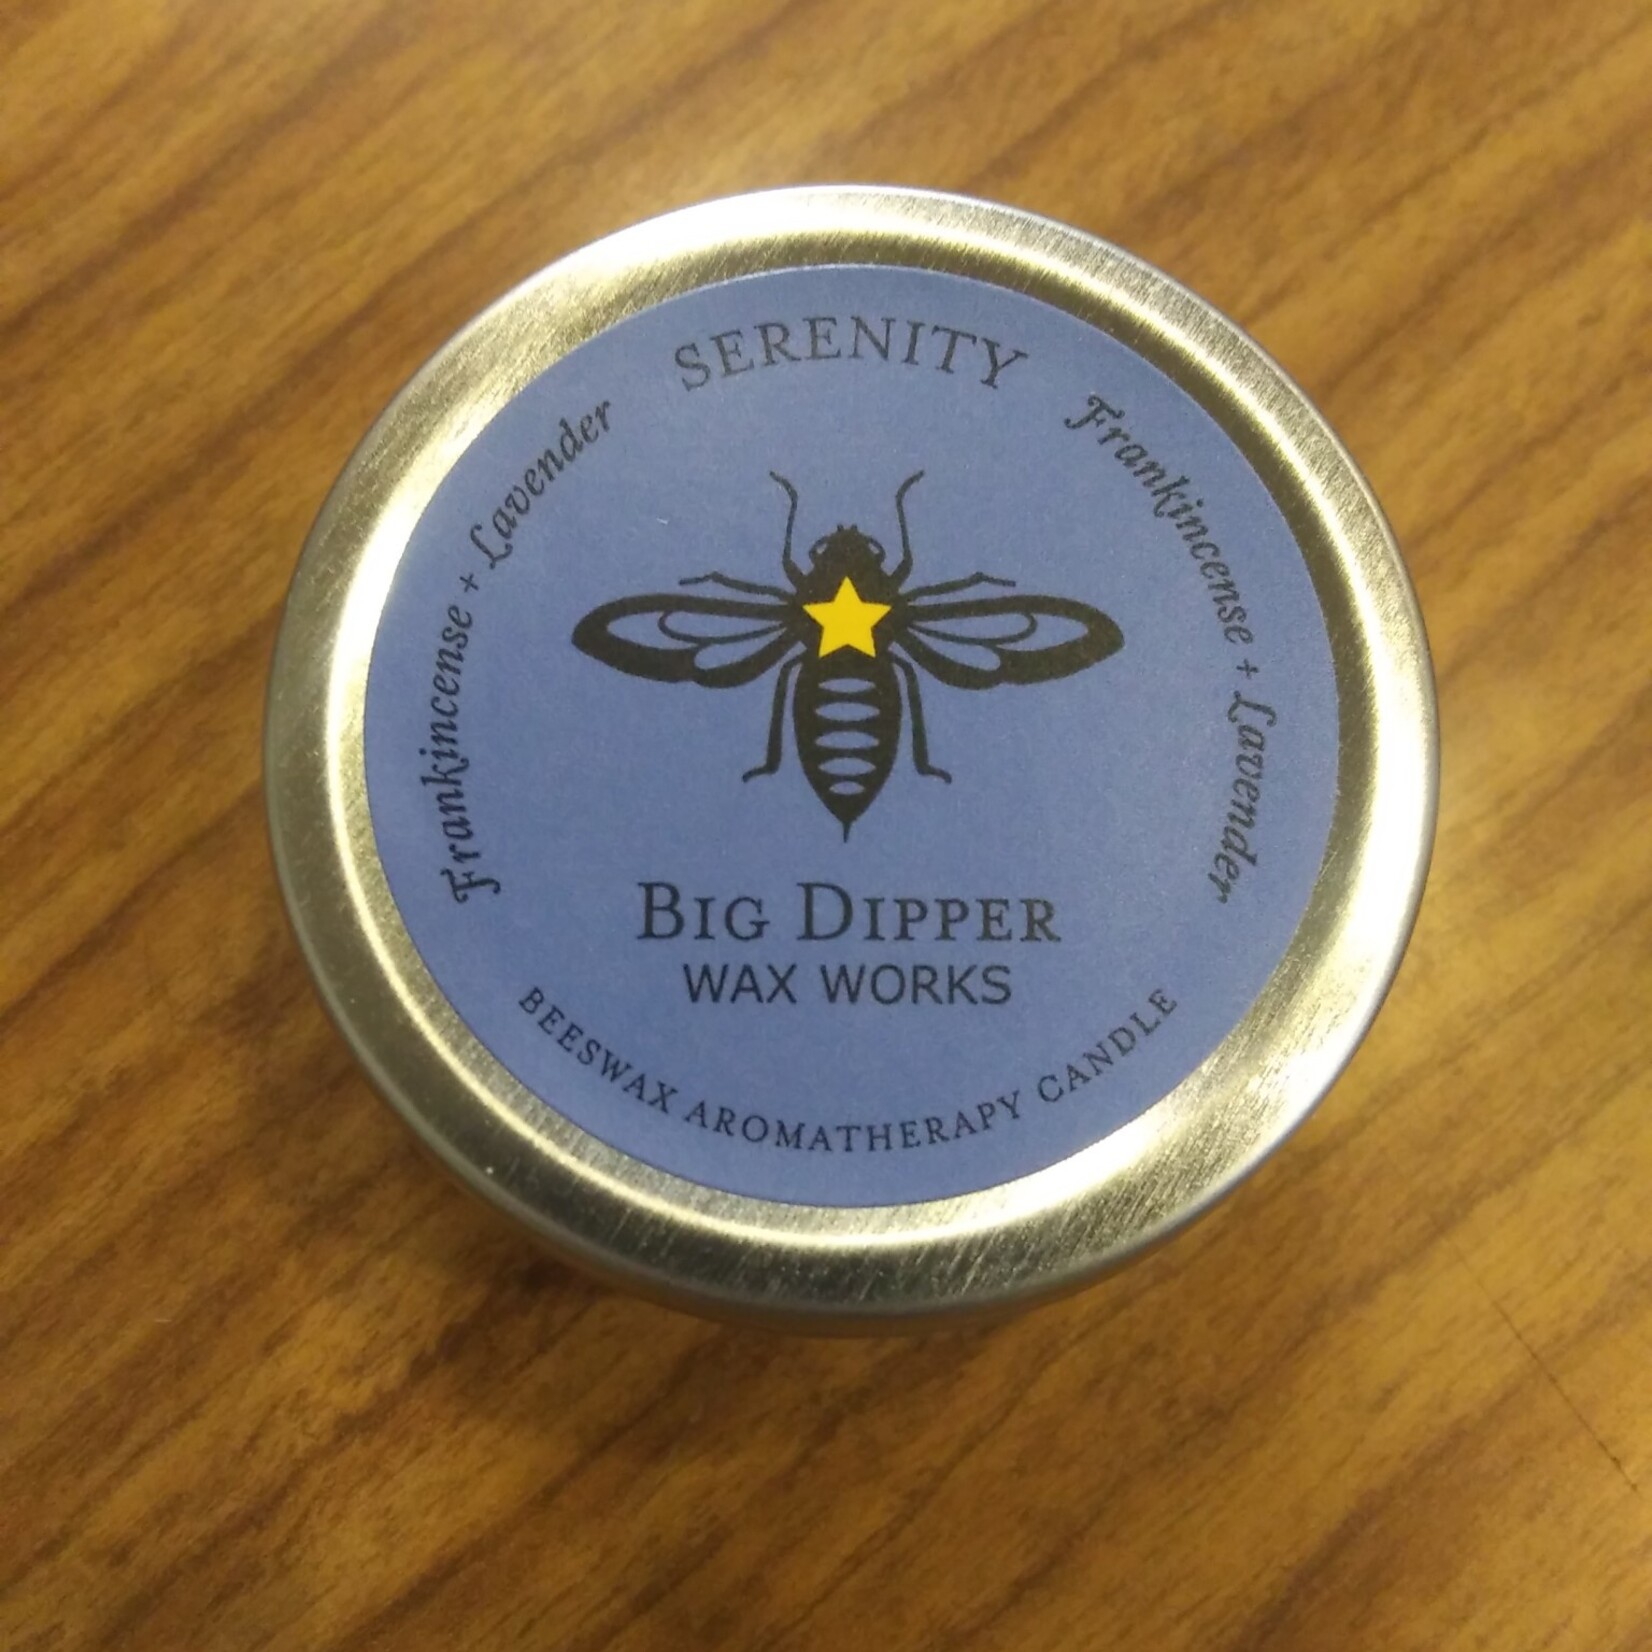 SERENITY
Frankincense + Lavender
Frankincense + Lavender
BIG DIPPER
WAX WORKS
BEESWAX AROMATHERAPY CANDLE